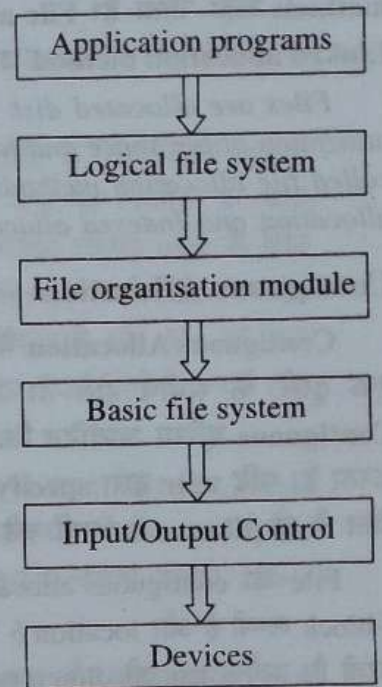 Application programs
Logical file system
File organisation module
Basic file system
Input/Output Control
Devices